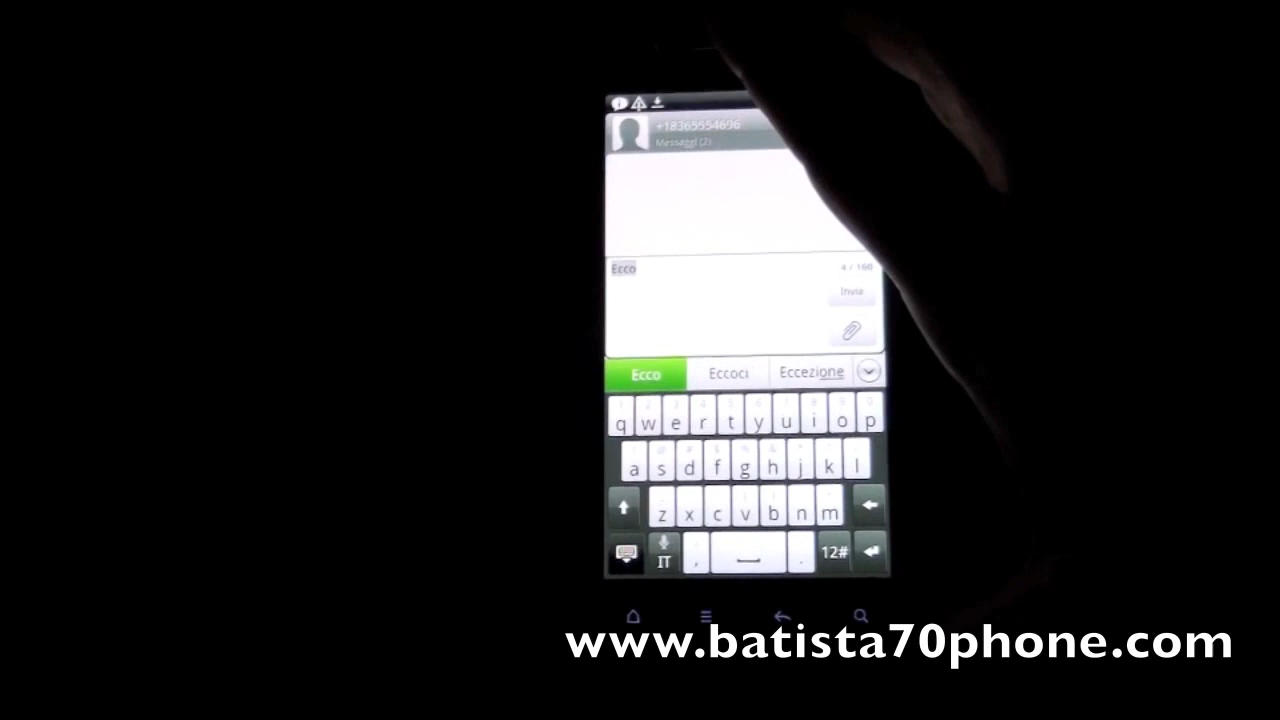 +18365554696
Messaggi (2)
Ecco
4 / 160
Invia
Ecco Eccoci Eccezione
q w e r t y u i o p
a s d f g h j k l
z x c v b n m
IT , . 12#
www.batista70phone.com